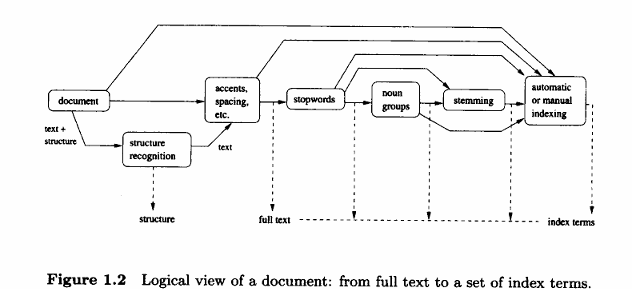 document
text +
structure
structure
recognition
text
accents,
spacing,
etc.
stopwords
noun
groups
stemming
automatic
or manual
indexing
structure
full text
index terms
Figure 1.2 Logical view of a document: from full text to a set of index terms.